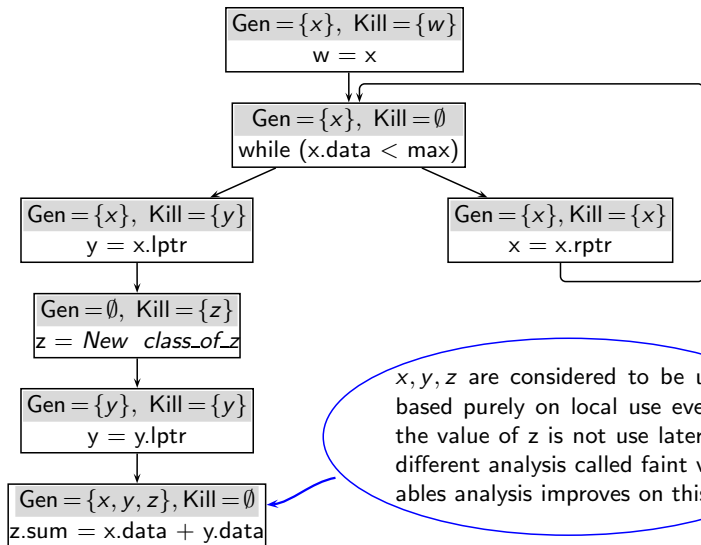 Gen={x}, Kill={w}
w = x
Gen={x}, Kill=∅
while (x.data < max)
Gen={x}, Kill={y}
y = x.lptr
Gen={x}, Kill={x}
x = x.rptr
Gen=∅, Kill={z}
z = New class_of_z
Gen={y}, Kill={y}
y = y.lptr
Gen={x, y, z}, Kill=∅
z.sum = x.data + y.data
x, y, z are considered to be u
based purely on local use eve
the value of z is not use later
different analysis called faint v
ables analysis improves on this